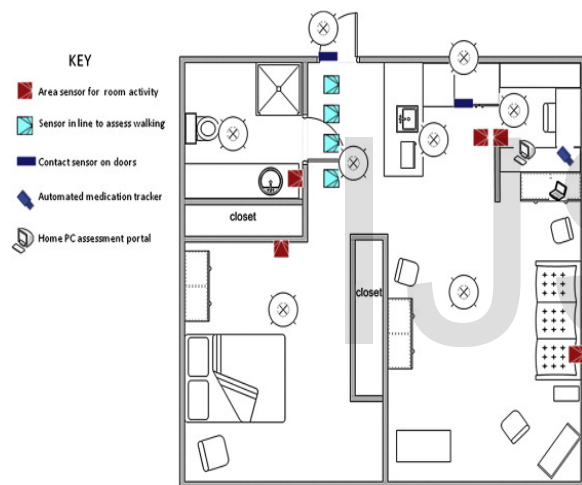 KEY
Area sensor for room activity
Sensor in line to assess walking
Contact sensor on doors
Automated medication tracker
Home PC assessment portal
closet
closet
IJS